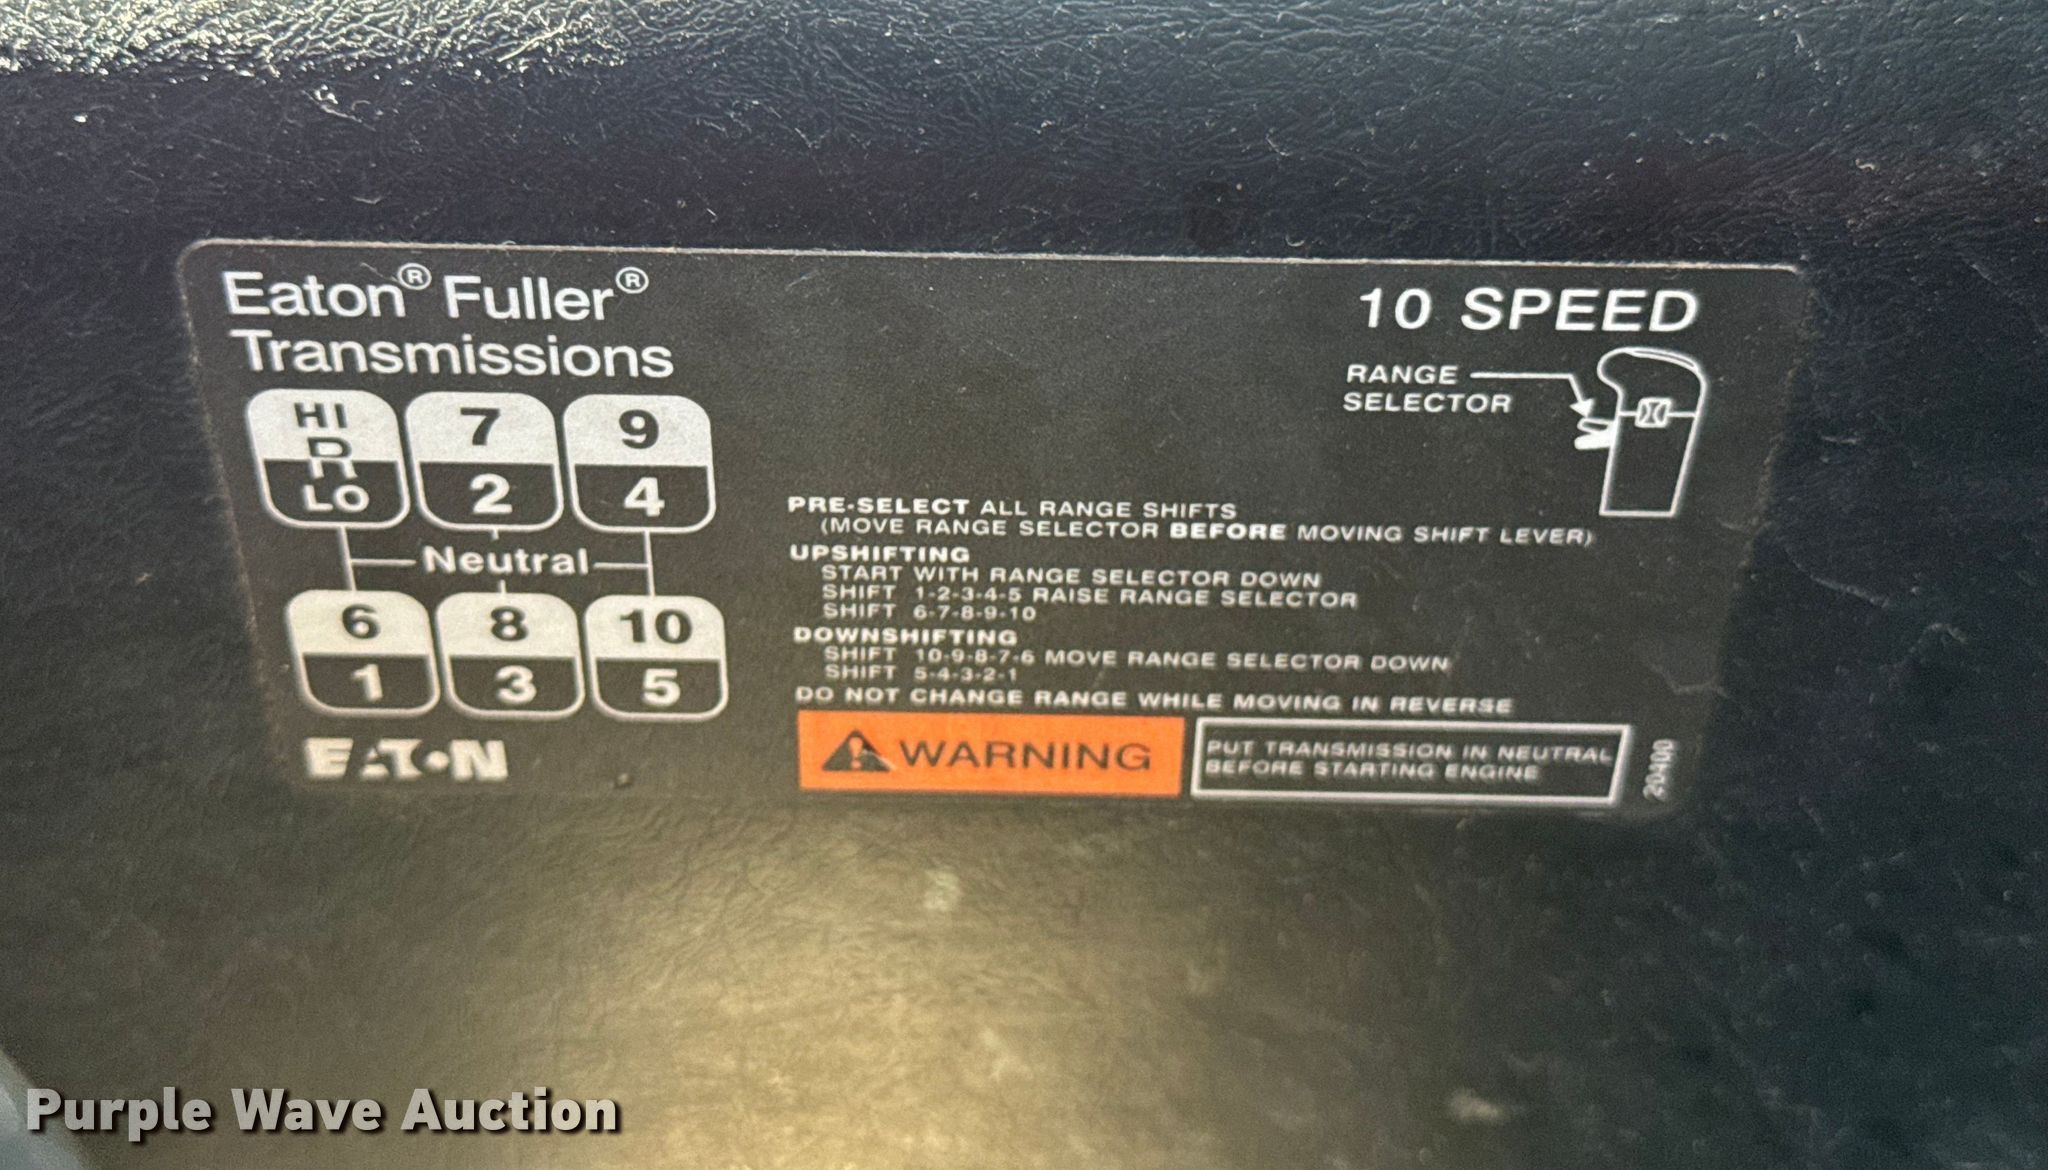 Eaton® Fuller®
Transmissions
10 SPEED
RANGE
SELECTOR
HI
R
LO
7
2
9
4
Neutral
6
1
8
3
10
5
EATON
PRE-SELECT ALL RANGE SHIFTS
(MOVE RANGE SELECTOR BEFORE MOVING SHIFT LEVER)
UPSHIFTING
START WITH RANGE SELECTOR DOWN
SHIFT 1-2-3-4-5 RAISE RANGE SELECTOR
SHIFT 6-7-8-9-10
DOWNSHIFTING
SHIFT 10-9-8-7-6 MOVE RANGE SELECTOR DOWN
SHIFT 5-4-3-2-1
DO NOT CHANGE RANGE WHILE MOVING IN REVERSE
WARNING
PUT TRANSMISSION IN NEUTRAL
BEFORE STARTING ENGINE
20400
Purple Wave Auction